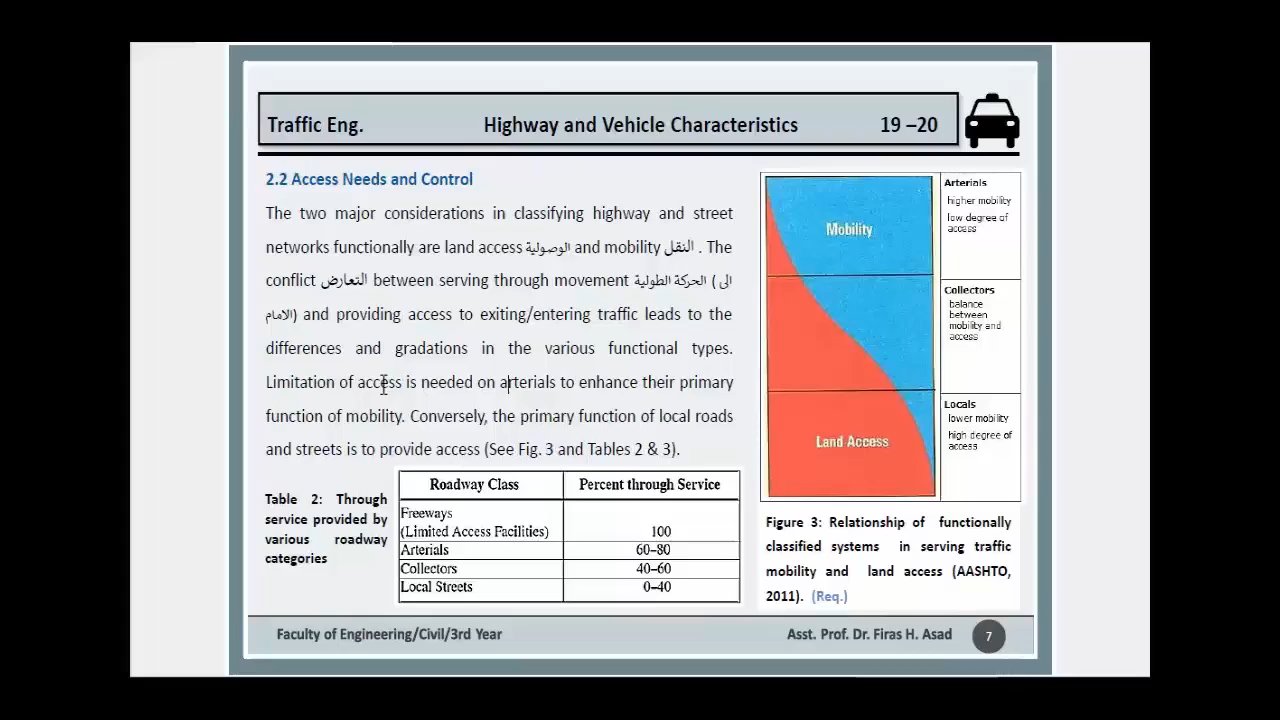 Traffic Eng. Highway and Vehicle Characteristics 19 –20
2.2 Access Needs and Control
The two major considerations in classifying highway and street
networks functionally are land access الوصولية and mobility النقل . The
conflict التعارض between serving through movement الحركة الطولية ( الى
الامام) and providing access to exiting/entering traffic leads to the
differences and gradations in the various functional types.
Limitation of access is needed on arterials to enhance their primary
function of mobility. Conversely, the primary function of local roads
and streets is to provide access (See Fig. 3 and Tables 2 & 3).
Table 2: Through
service provided by
various roadway
categories
Roadway Class Percent through Service
Freeways
(Limited Access Facilities) 100
Arterials 60–80
Collectors 40–60
Local Streets 0–40
Mobility
Land Access
Arterials
higher mobility
low degree of
access
Collectors
balance
between
mobility and
access
Locals
lower mobility
high degree of
access
Figure 3: Relationship of functionally
classified systems in serving traffic
mobility and land access (AASHTO,
2011). (Req.)
Faculty of Engineering/Civil/3rd Year Asst. Prof. Dr. Firas H. Asad 7